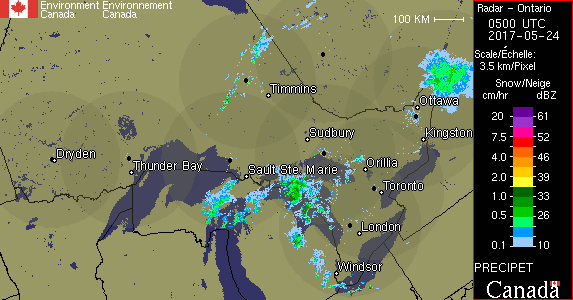 Environment Environnement
Canada Canada
100 KM
Timmins
Ottawa
Sudbury
Kingston
Dryden
Thunder Bay
Sault Ste. Marie
Orillia
Toronto
London
Windsor
Radar - Ontario
0500 UTC
2017-05-24
Scale/Échelle:
3.5 km/Pixel
Snow/Neige
cm/hr dBZ
20 61
7.5 52
4.0 46
2.0 39
1.0 33
0.5 26
0.1 10
PRECIPET
Canada